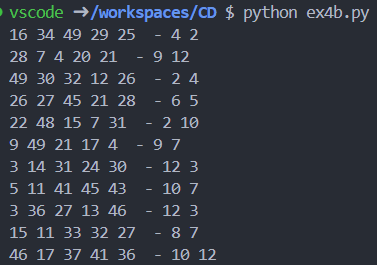 vscode ➜ /workspaces/CD $ python ex4b.py
16 34 49 29 25  - 4 2
28 7 4 20 21  - 9 12
49 30 32 12 26  - 2 4
26 27 45 21 28  - 6 5
22 48 15 7 31  - 2 10
9 49 21 17 4  - 9 7
3 14 31 24 30  - 12 3
5 11 41 45 43  - 10 7
3 36 27 13 46  - 12 3
15 11 33 32 27  - 8 7
46 17 37 41 36  - 10 12